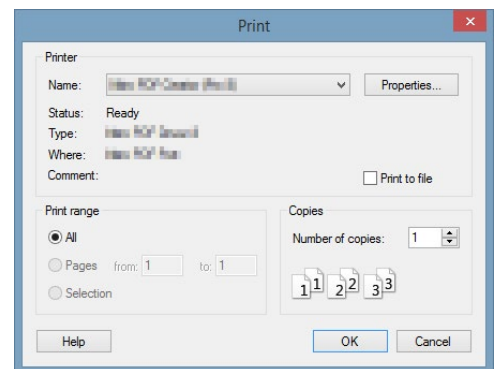 Print
Printer
Name: Properties...
Status: Ready
Type:
Where:
Comment: Print to file
Print range
All
Pages from: 1 to: 1
Selection
Copies
Number of copies: 1
1 1 2 2 3 3
Help OK Cancel